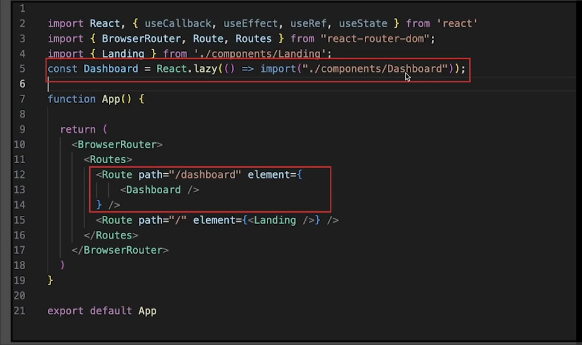 1
2 import React, { useCallback, useEffect, useRef, useState } from 'react'
3 import { BrowserRouter, Route, Routes } from "react-router-dom";
4 import { Landing } from './components/Landing';
5 const Dashboard = React.lazy(() => import("./components/Dashboard"));
6
7 function App() {
8
9 return (
10 <BrowserRouter>
11 <Routes>
12 <Route path="/dashboard" element={
13 <Dashboard />
14 } />
15 <Route path="/" element={<Landing />} />
16 </Routes>
17 </BrowserRouter>
18 )
19 }
20
21 export default App